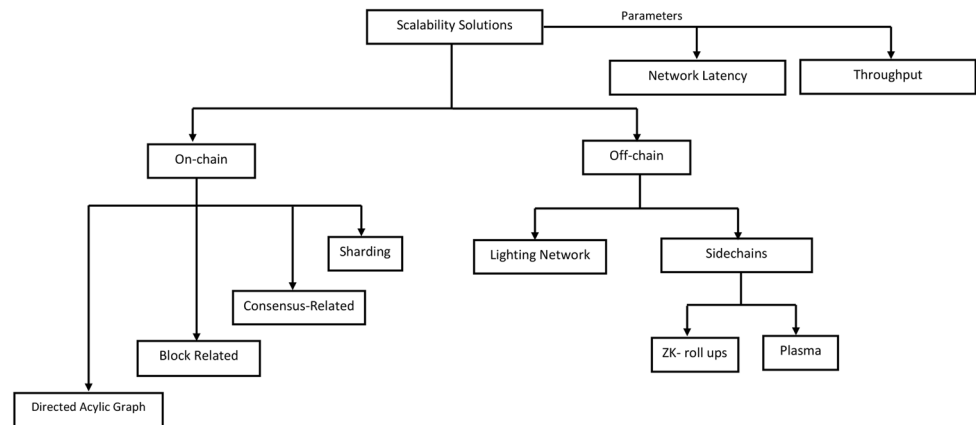 Parameters
Scalability Solutions
Network Latency
Throughput
On-chain
Off-chain
Sharding
Lighting Network
Sidechains
Consensus-Related
Block Related
ZK- roll ups
Plasma
Directed Acylic Graph